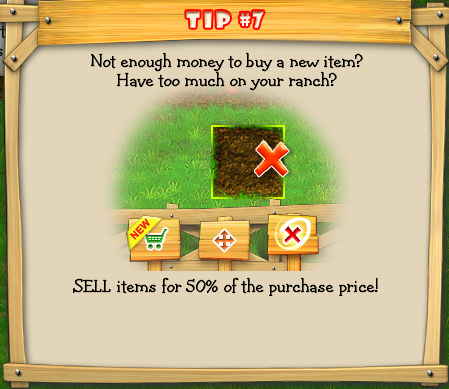 TIP #7
Not enough money to buy a new item?
Have too much on your ranch?
NEW
SELL items for 50% of the purchase price!